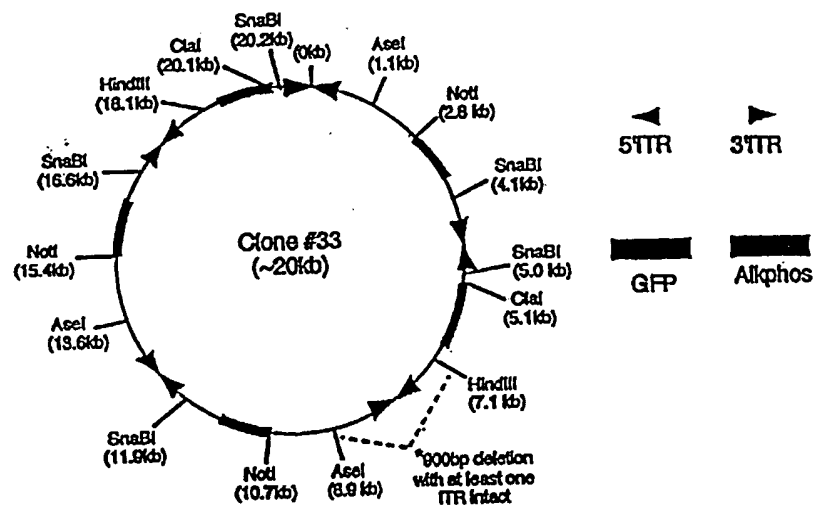 SnaBI
(20.2kb)
(0kb)
ClaI
(20.1kb)
HindIII
(18.1kb)
SnaBI
(16.6kb)
NotI
(15.4kb)
AseI
(13.6kb)
SnaBI
(11.9kb)
NotI
(10.7kb)
AseI
(8.9 kb)
*900bp deletion
with at least one
ITR intact
HindIII
(7.1 kb)
ClaI
(5.1kb)
SnaBI
(5.0 kb)
SnaBI
(4.1kb)
NotI
(2.8 kb)
AseI
(1.1kb)
Clone #33
(~20kb)
5'ITR
3'ITR
GFP
Alkphos